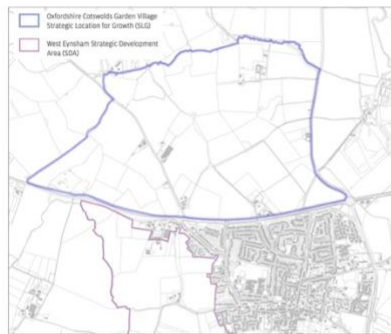 Oxfordshire Cotswolds Garden Village
Strategic Location for Growth (SLG)
West Eynsham Strategic Development
Area (SDA)